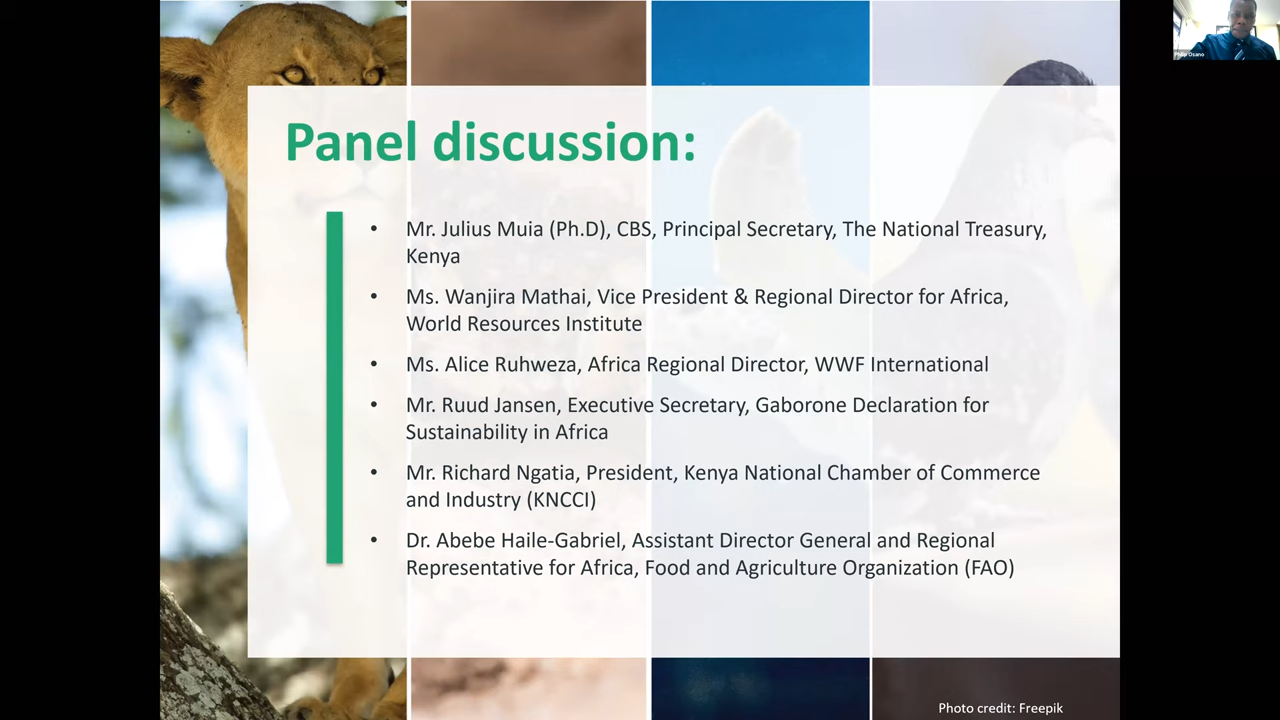 Philip Osano
Panel discussion:
• Mr. Julius Muia (Ph.D), CBS, Principal Secretary, The National Treasury,
Kenya
• Ms. Wanjira Mathai, Vice President & Regional Director for Africa,
World Resources Institute
• Ms. Alice Ruhweza, Africa Regional Director, WWF International
• Mr. Ruud Jansen, Executive Secretary, Gaborone Declaration for
Sustainability in Africa
• Mr. Richard Ngatia, President, Kenya National Chamber of Commerce
and Industry (KNCCI)
• Dr. Abebe Haile-Gabriel, Assistant Director General and Regional
Representative for Africa, Food and Agriculture Organization (FAO)
Photo credit: Freepik